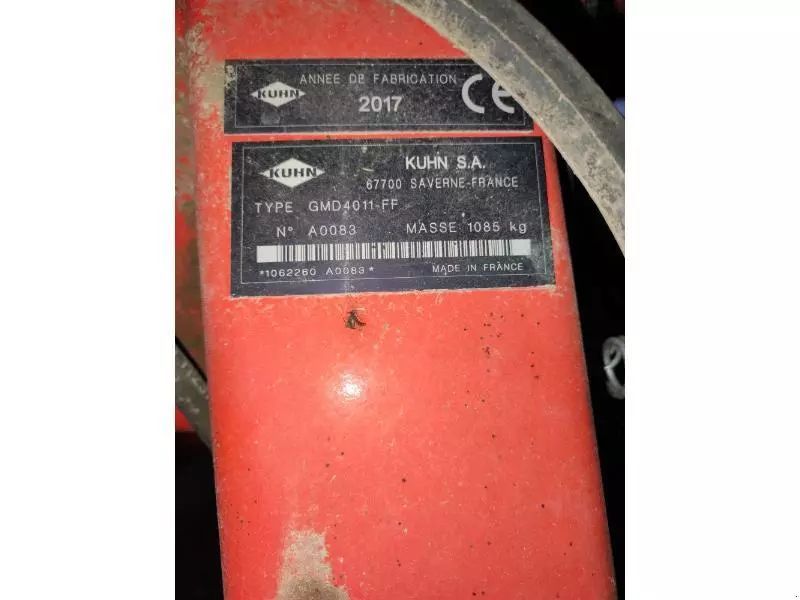 KUHN ANNEE DE FABRICATION
2017 CE
KUHN KUHN S.A.
67700 SAVERNE-FRANCE
TYPE GMD4011-FF
N° A0083 MASSE 1085 kg
*1062260 A0083* MADE IN FRANCE